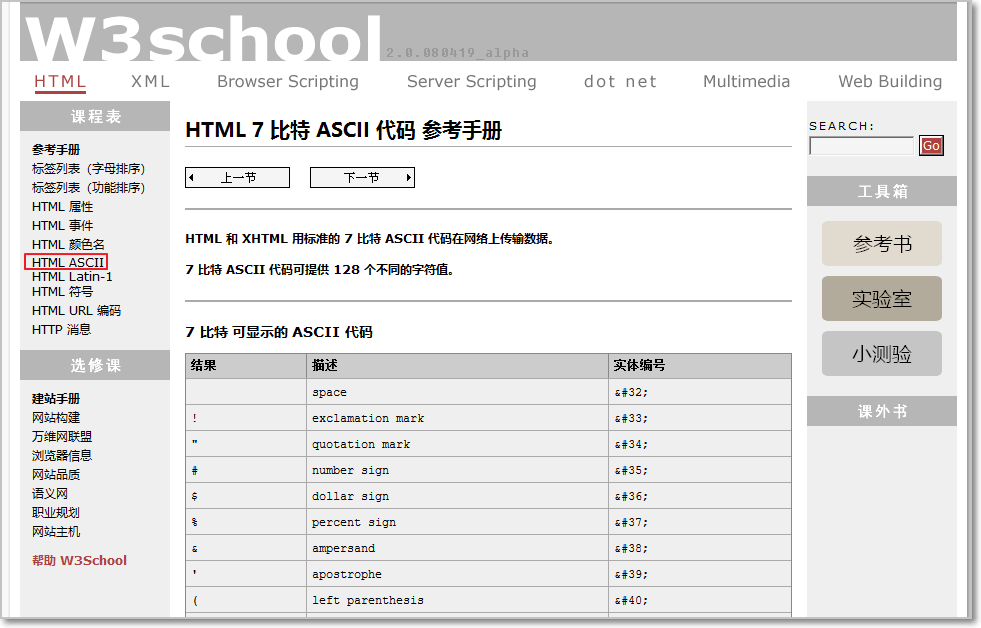 W3school 2.0.080419_alpha
HTML XML Browser Scripting Server Scripting dot net Multimedia Web Building
课程表
参考手册
标签列表（字母排序）
标签列表（功能排序）
HTML 属性
HTML 事件
HTML 颜色名
HTML ASCII
HTML Latin-1
HTML 符号
HTML URL 编码
HTTP 消息
选修课
建站手册
网站构建
万维网联盟
浏览器信息
网站品质
语义网
职业规划
网站主机
帮助 W3School
HTML 7 比特 ASCII 代码 参考手册
上一节 下一节
HTML 和 XHTML 用标准的 7 比特 ASCII 代码在网络上传输数据。
7 比特 ASCII 代码可提供 128 个不同的字符值。
7 比特 可显示的 ASCII 代码
结果 描述 实体编号
space &#32;
! exclamation mark &#33;
" quotation mark &#34;
# number sign &#35;
$ dollar sign &#36;
% percent sign &#37;
& ampersand &#38;
' apostrophe &#39;
( left parenthesis &#40;
SEARCH:
Go
工具箱
参考书
实验室
小测验
课外书